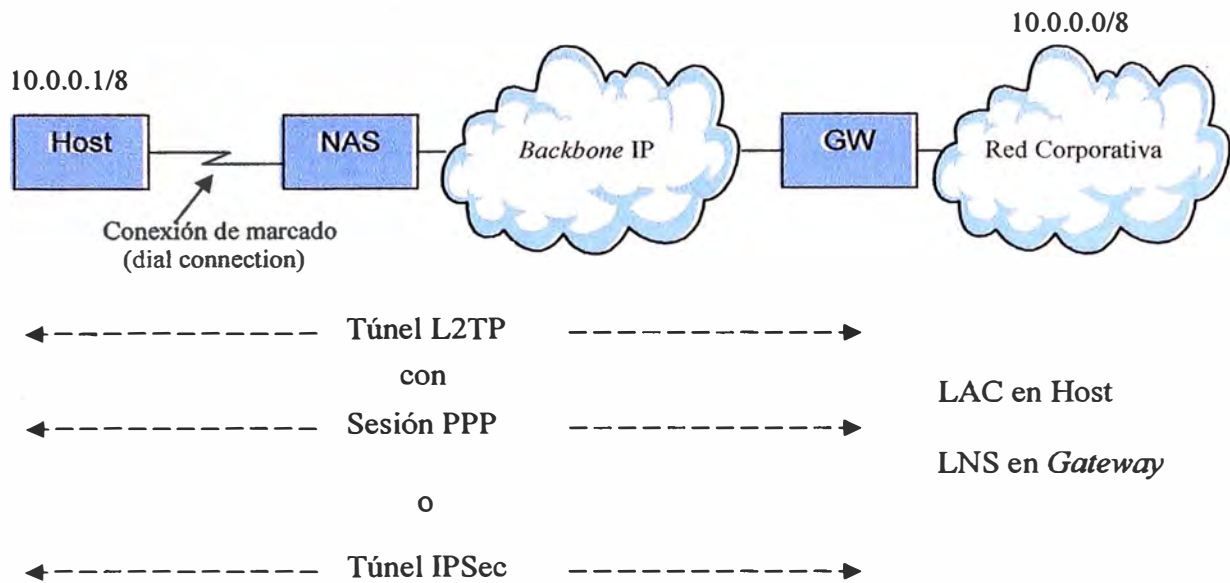 10.0.0.0/8
10.0.0.1/8
Host
NAS
Backbone IP
GW
Red Corporativa
Conexión de marcado
(dial connection)
Túnel L2TP
con
LAC en Host
Sesión PPP
LNS en Gateway
o
Túnel IPSec